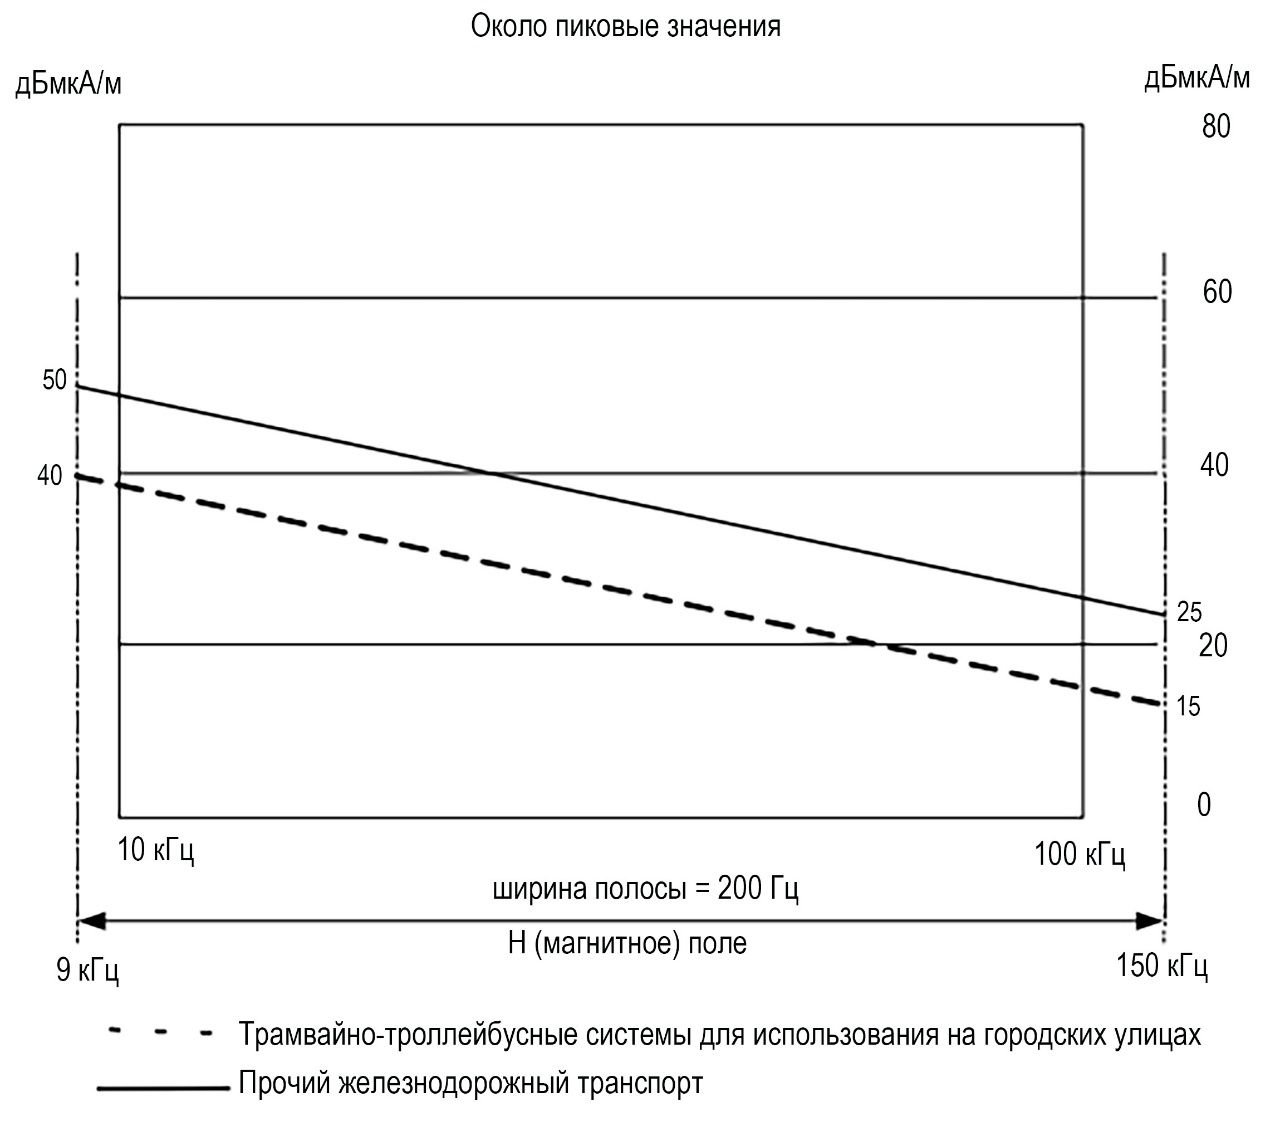 Около пиковые значения
дБмкА/м
дБмкА/м
80
60
50
40
40
25
20
15
0
10 кГц
100 кГц
ширина полосы = 200 Гц
Н (магнитное) поле
9 кГц
150 кГц
Трамвайно-троллейбусные системы для использования на городских улицах
Прочий железнодорожный транспорт